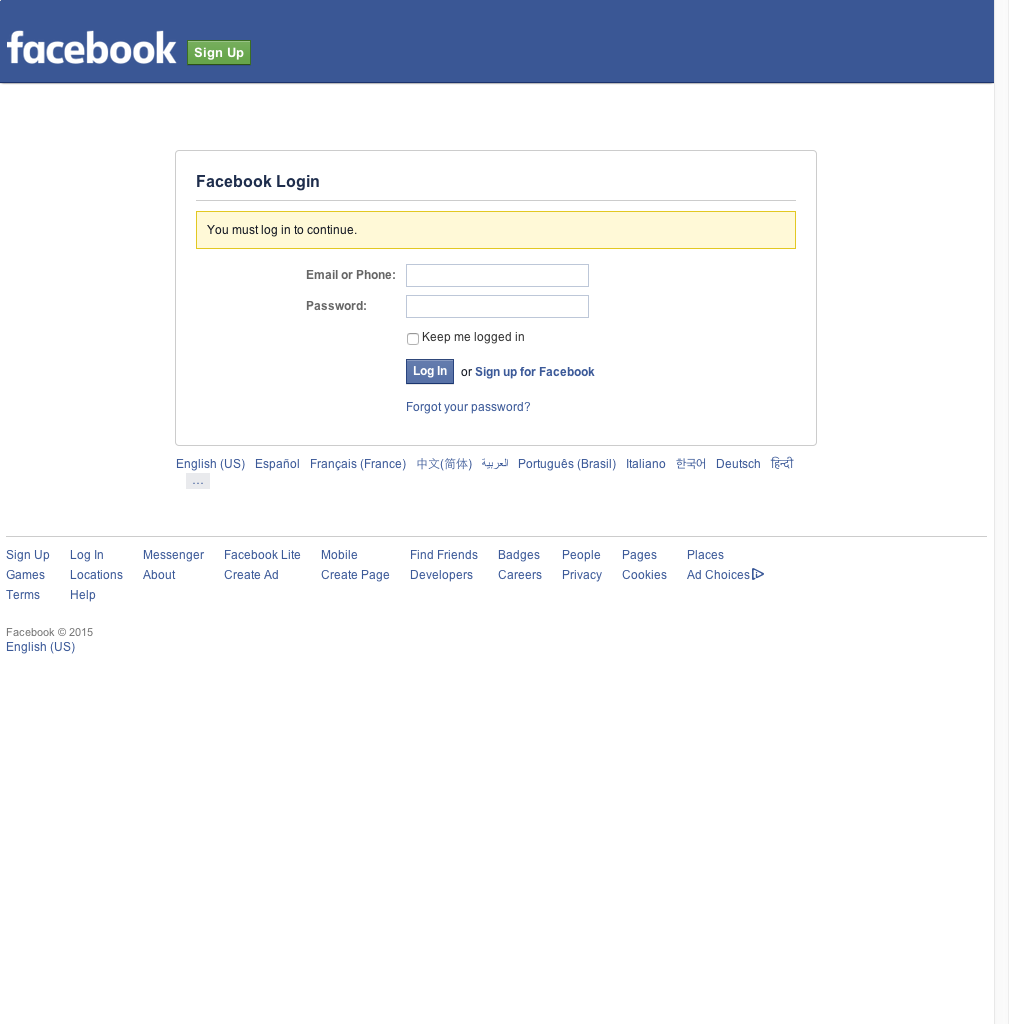 facebook Sign Up
Facebook Login
You must log in to continue.
Email or Phone:
Password:
Keep me logged in
Log In or Sign up for Facebook
Forgot your password?
English (US) Español Français (France) 中文(简体) العربية Português (Brasil) Italiano 한국어 Deutsch हिन्दी
...
Sign Up Log In Messenger Facebook Lite Mobile Find Friends Badges People Pages Places
Games Locations About Create Ad Create Page Developers Careers Privacy Cookies Ad Choices
Terms Help
Facebook © 2015
English (US)